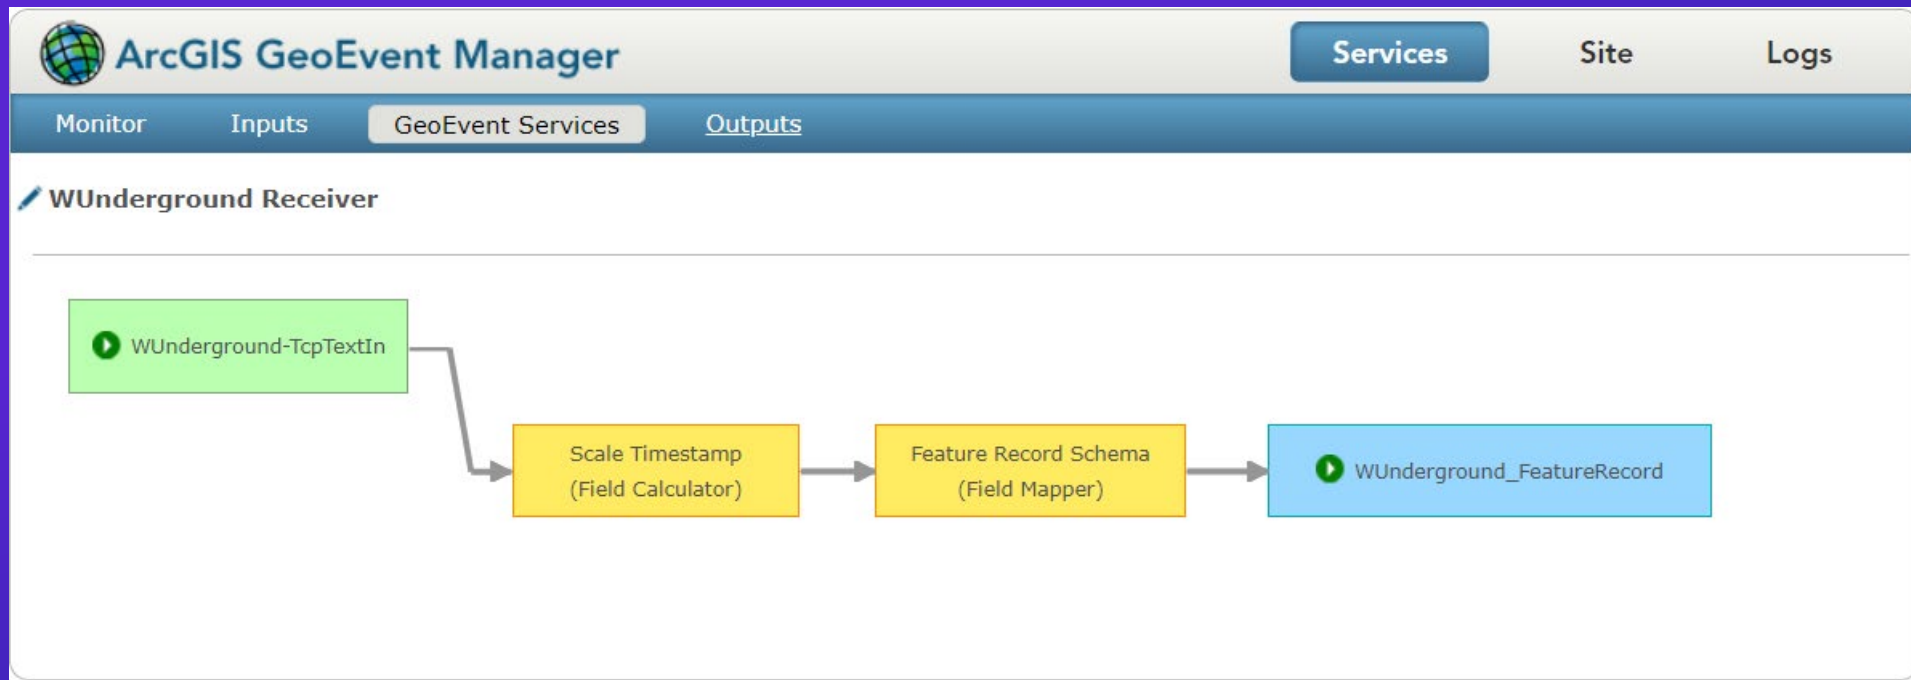 ArcGIS GeoEvent Manager
Services
Site
Logs
Monitor
Inputs
GeoEvent Services
Outputs
WUnderground Receiver
WUnderground-TcpTextIn
Scale Timestamp
(Field Calculator)
Feature Record Schema
(Field Mapper)
WUnderground_FeatureRecord